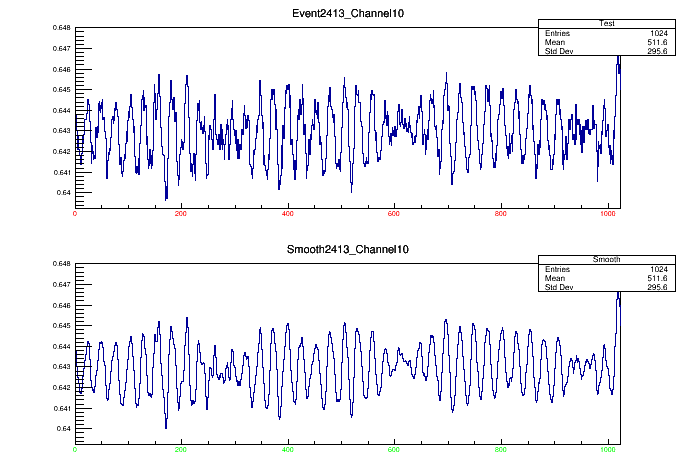 Event2413_Channel10
Test
Entries 1024
Mean 511.6
Std Dev 295.6
0.648
0.647
0.646
0.645
0.644
0.643
0.642
0.641
0.64
0 200 400 600 800 1000
Smooth2413_Channel10
Smooth
Entries 1024
Mean 511.6
Std Dev 295.6
0.648
0.647
0.646
0.645
0.644
0.643
0.642
0.641
0.64
0 200 400 600 800 1000